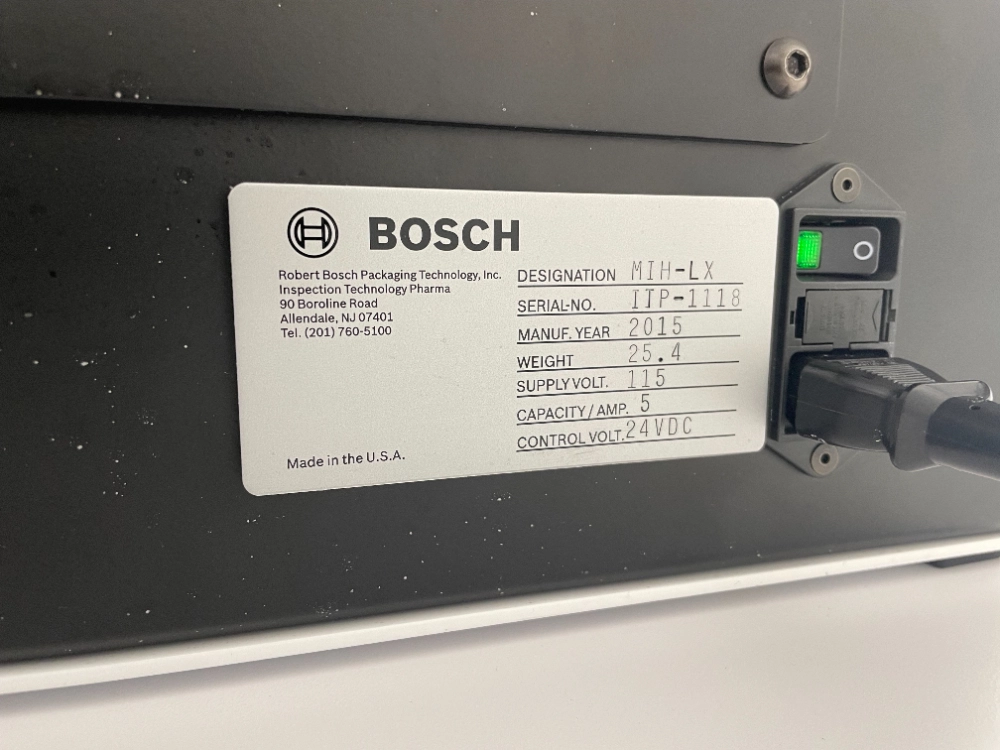 BOSCH
Robert Bosch Packaging Technology, Inc.
Inspection Technology Pharma
90 Boroline Road
Allendale, NJ 07401
Tel. (201) 760-5100
DESIGNATION MIH-LX
SERIAL-NO. ITP-1118
MANUF. YEAR 2015
WEIGHT 25.4
SUPPLY VOLT. 115
CAPACITY / AMP. 5
CONTROL VOLT. 24VDC
Made in the U.S.A.